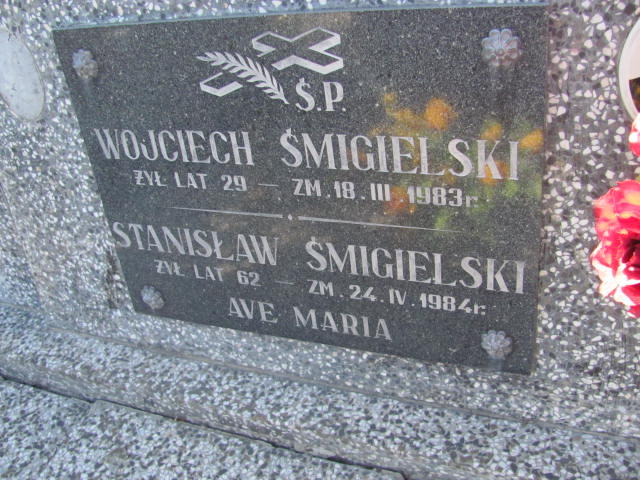 Ś.P.
WOJCIECH ŚMIGIELSKI
ŻYŁ LAT 29 — ZM. 18. III. 1983r.
STANISŁAW ŚMIGIELSKI
ŻYŁ LAT 62 — ZM. 24. IV. 1984r.
AVE MARIA